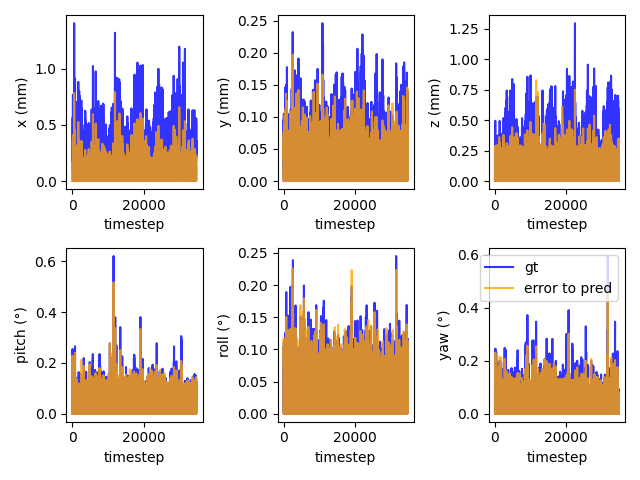 x (mm)
1.0
0.5
0.0
0
20000
timestep
y (mm)
0.25
0.20
0.15
0.10
0.05
0.00
0
20000
timestep
z (mm)
1.25
1.00
0.75
0.50
0.25
0.00
0
20000
timestep
pitch (°)
0.6
0.4
0.2
0.0
0
20000
timestep
roll (°)
0.25
0.20
0.15
0.10
0.05
0.00
0
20000
timestep
yaw (°)
0.6
0.4
0.2
0.0
0
20000
timestep
gt
error to pred